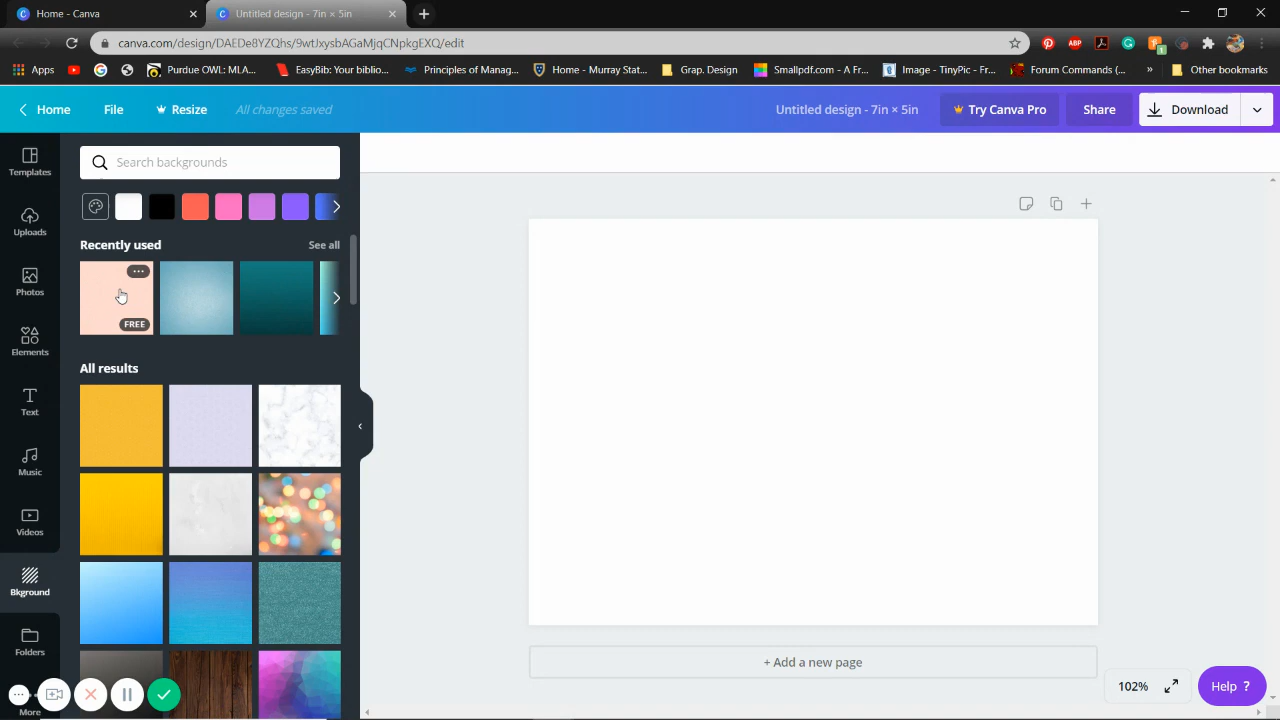 Home - Canva
Untitled design - 7in × 5in
canva.com/design/DAEDe8YZQhs/9wtJxysbAGaMjqCNpkgEXQ/edit
Apps
Purdue OWL: MLA...
EasyBib: Your biblio...
Principles of Manag...
Home - Murray Stat...
Grap. Design
Smallpdf.com - A Fr...
Image - TinyPic - Fr...
Forum Commands (...
»
Other bookmarks
Home
File
Resize
All changes saved
Untitled design - 7in × 5in
Try Canva Pro
Share
Download
Templates
Uploads
Photos
Elements
Text
Music
Videos
Bkground
Folders
More
Search backgrounds
Recently used
See all
FREE
All results
+ Add a new page
102%
Help ?